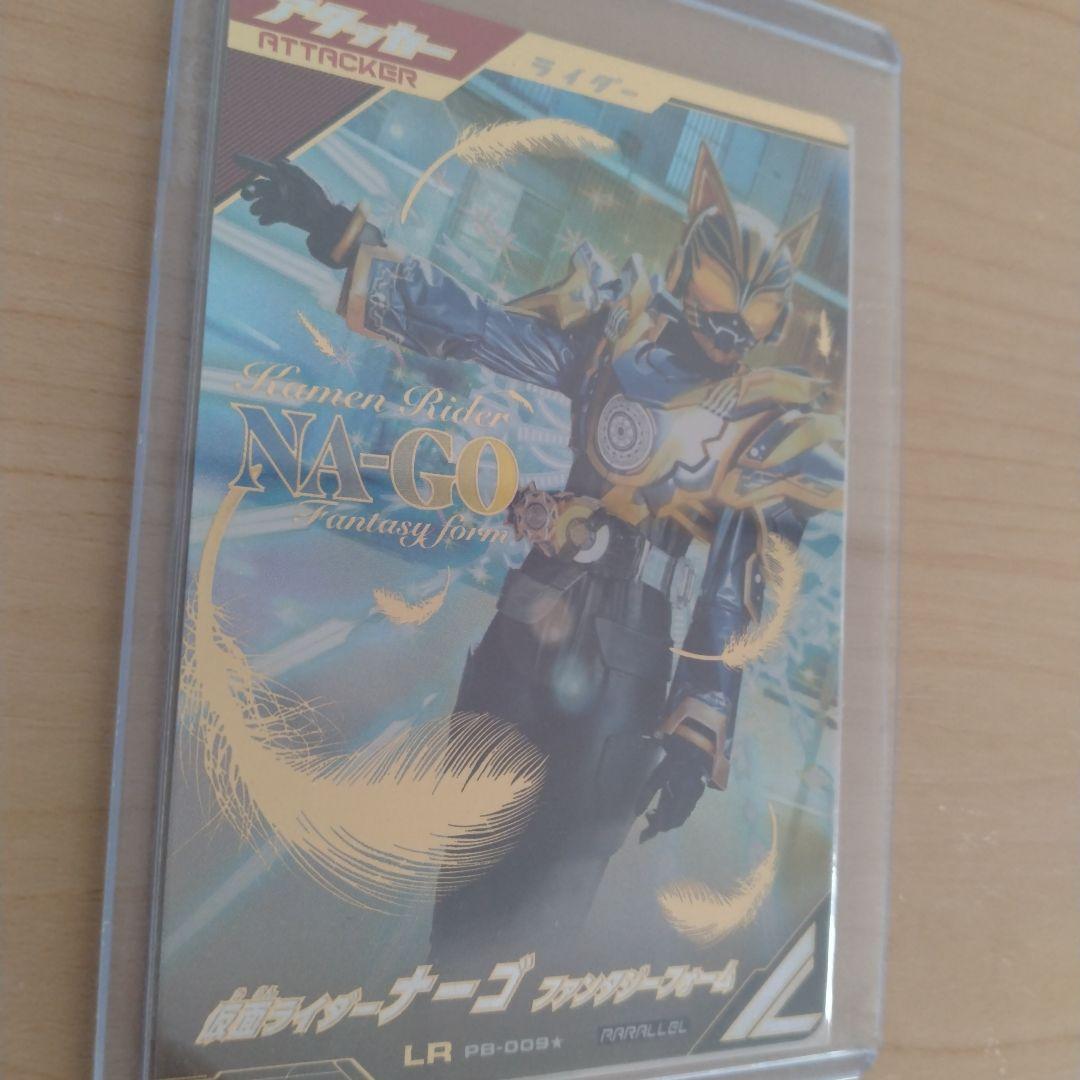 アタッカー
ATTACKER
ライダー
Kamen Rider
NA-GO
Fantasy form
仮面ライダーナーゴ ファンタジーフォーム
LR PB-009★ PARALLEL